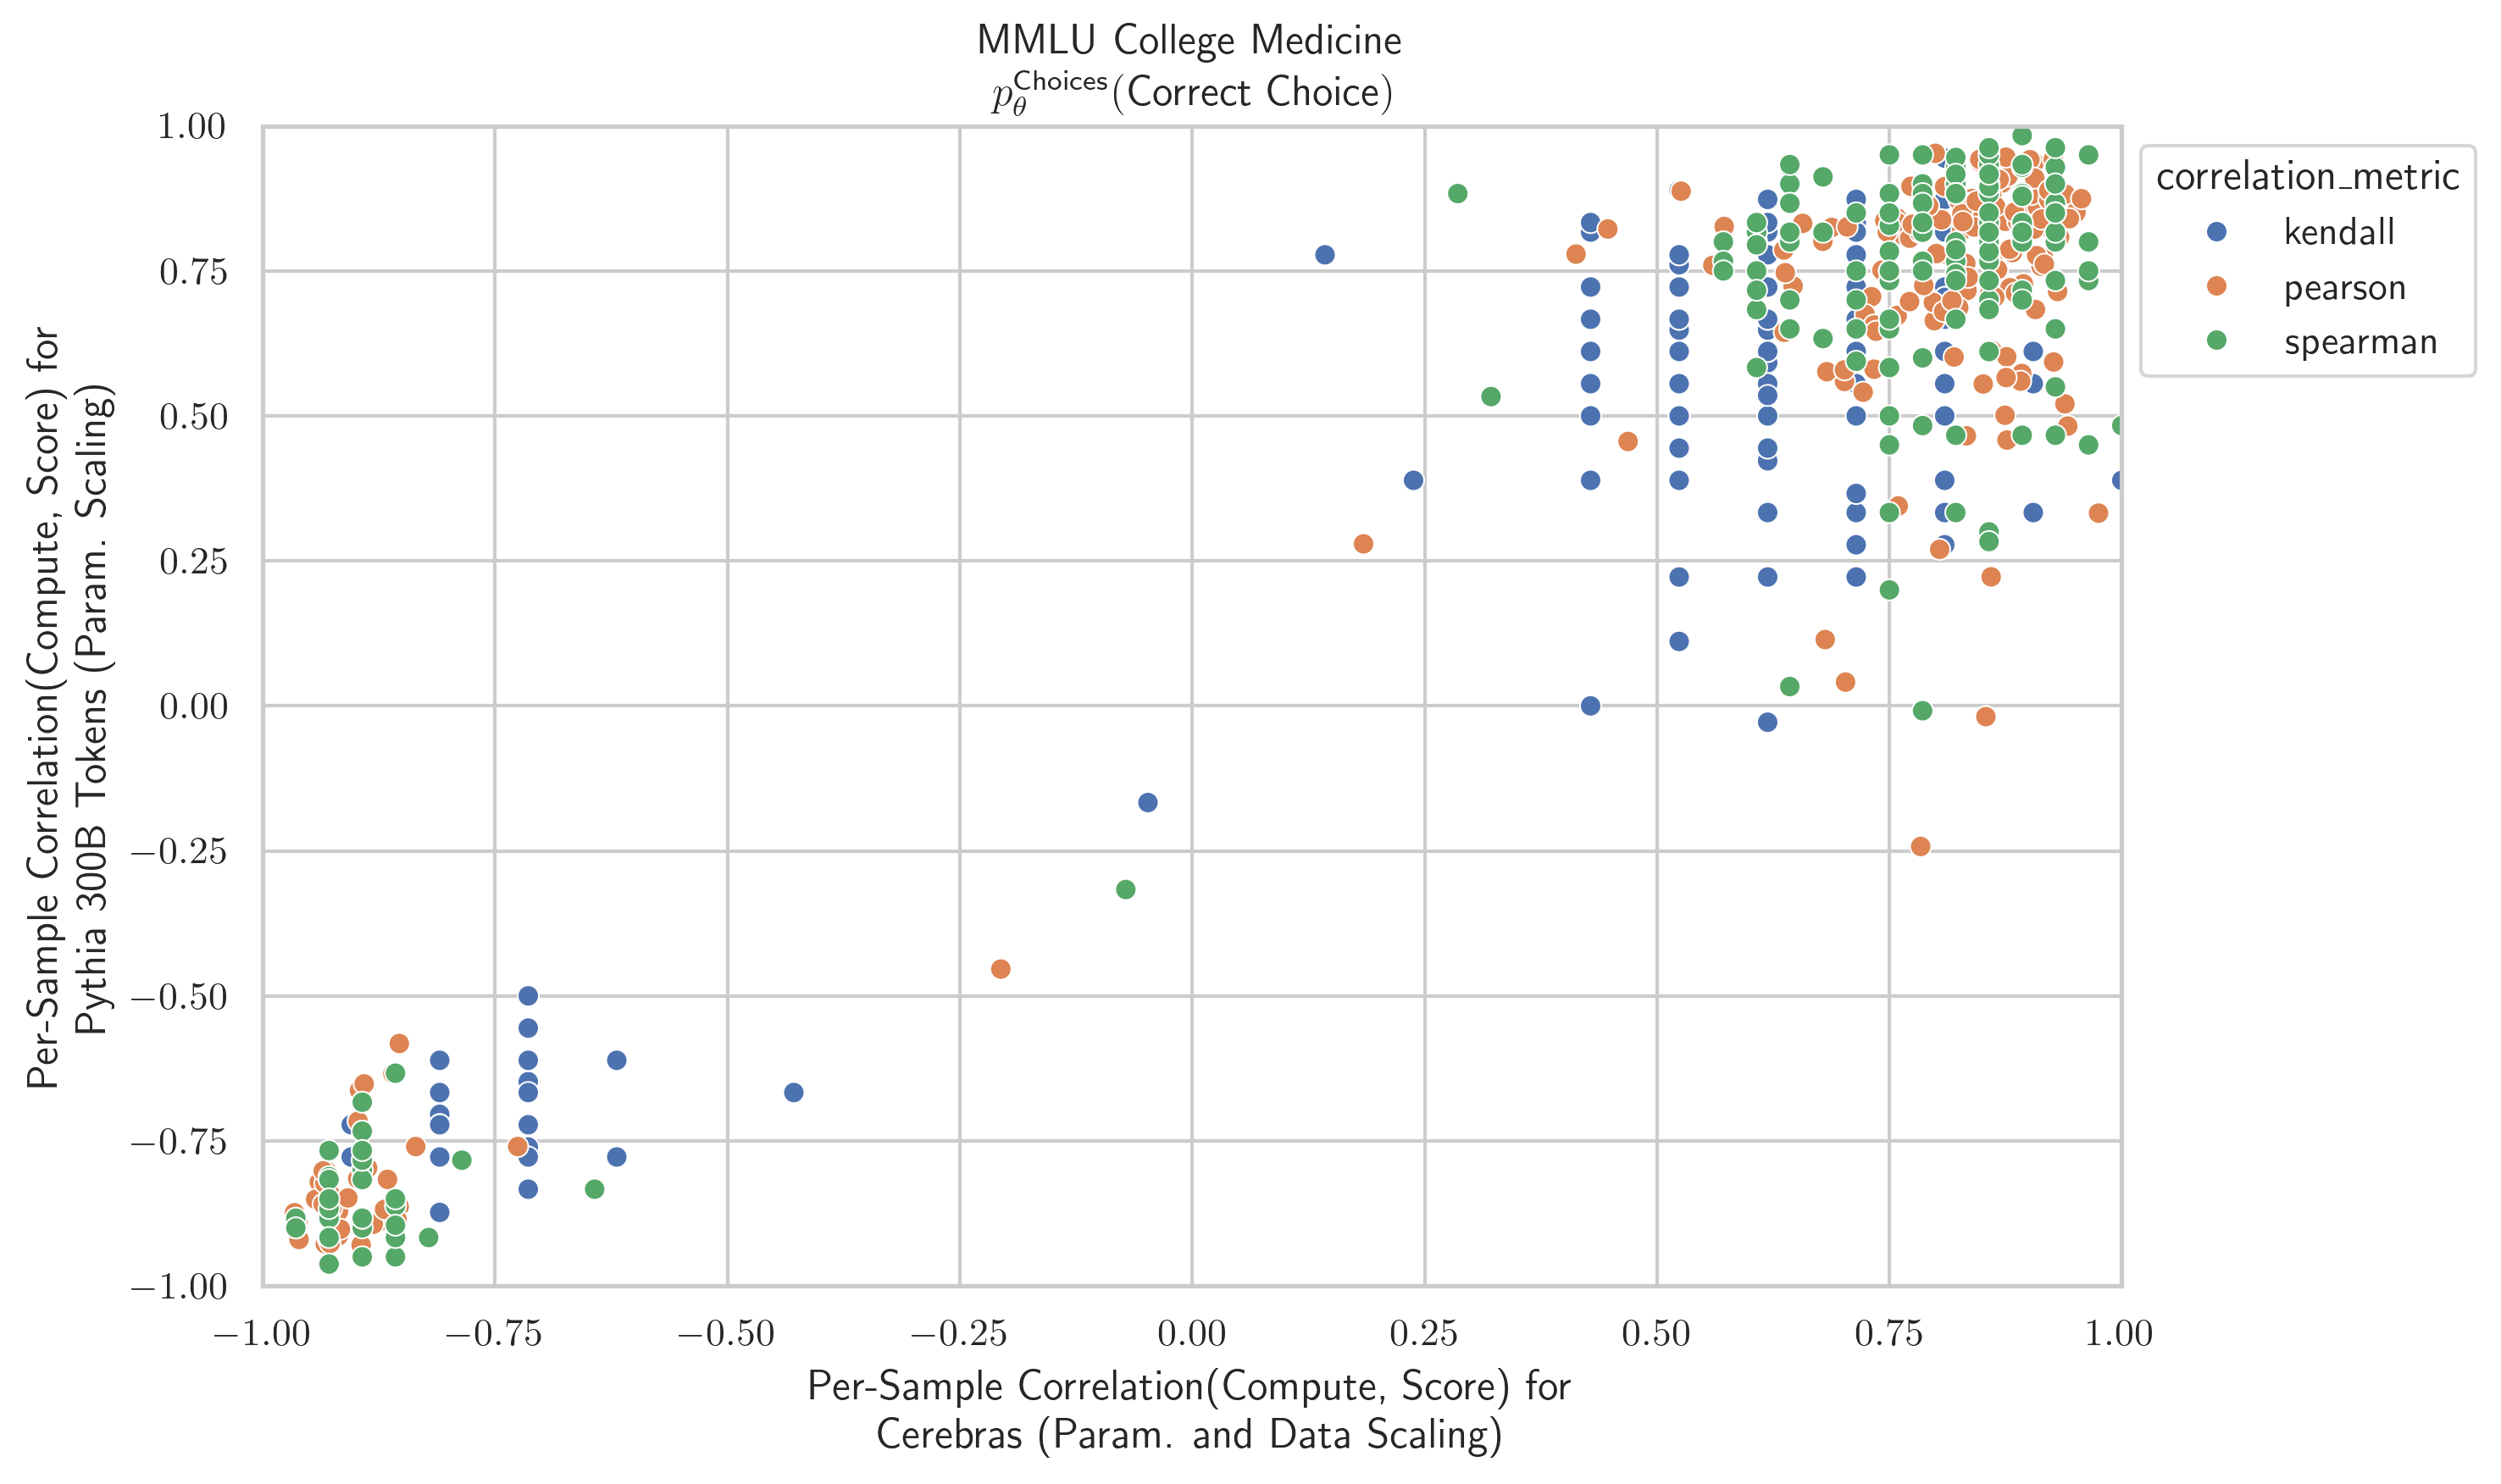 MMLU College Medicine
p_θ^Choices(Correct Choice)
1.00
0.75
0.50
0.25
0.00
−0.25
−0.50
−0.75
−1.00
Per-Sample Correlation(Compute, Score) for
Pythia 300B Tokens (Param. Scaling)
correlation_metric
kendall
pearson
spearman
−1.00 −0.75 −0.50 −0.25 0.00 0.25 0.50 0.75 1.00
Per-Sample Correlation(Compute, Score) for
Cerebras (Param. and Data Scaling)